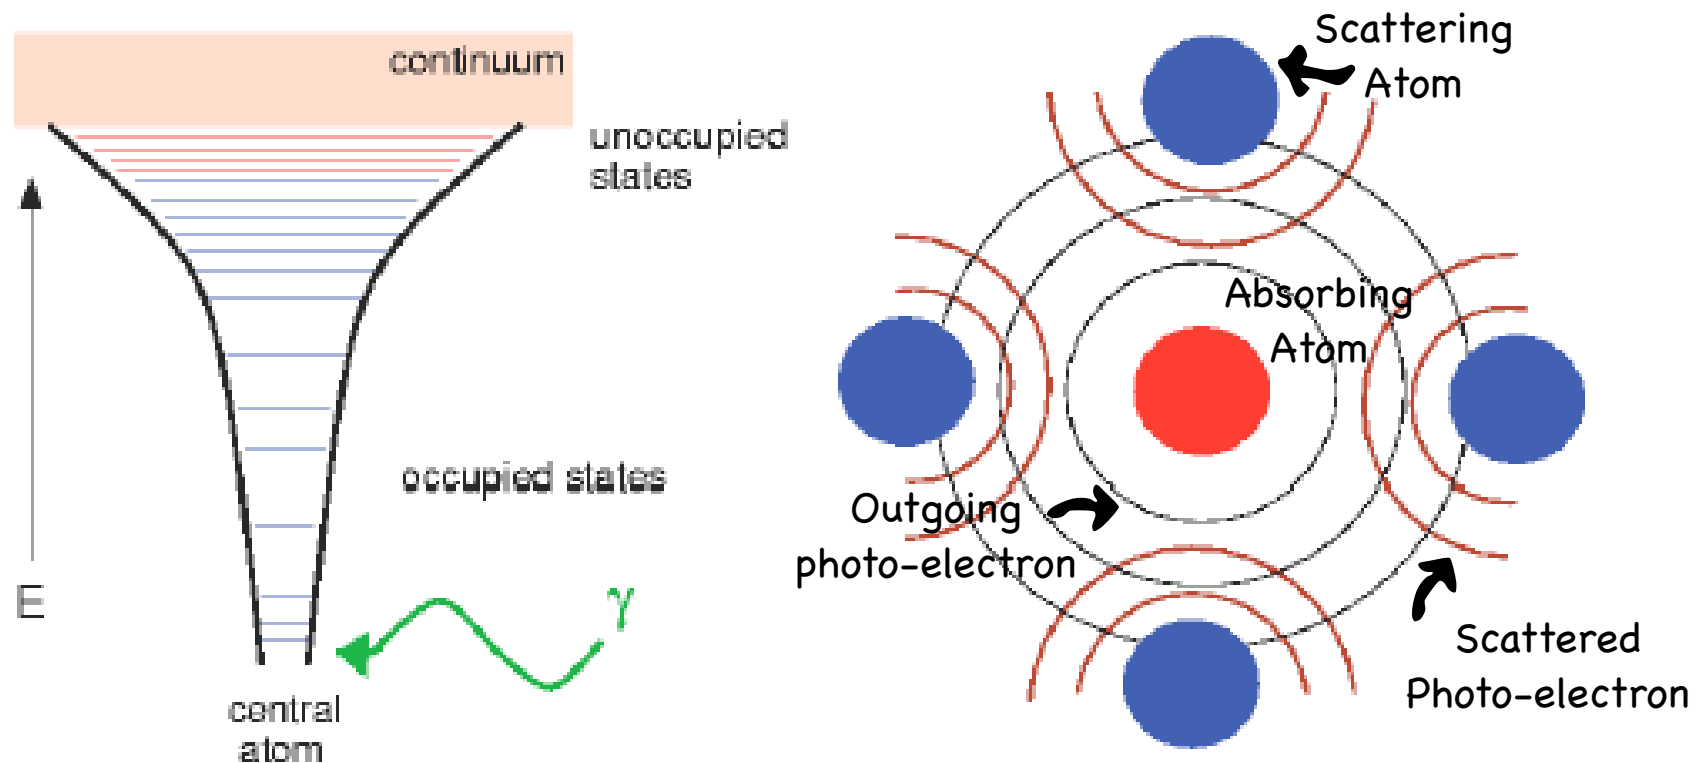 continuum
unoccupied
states
E
occupied states
γ
central
atom
Scattering
Atom
Absorbing
Atom
Outgoing
photo-electron
Scattered
Photo-electron